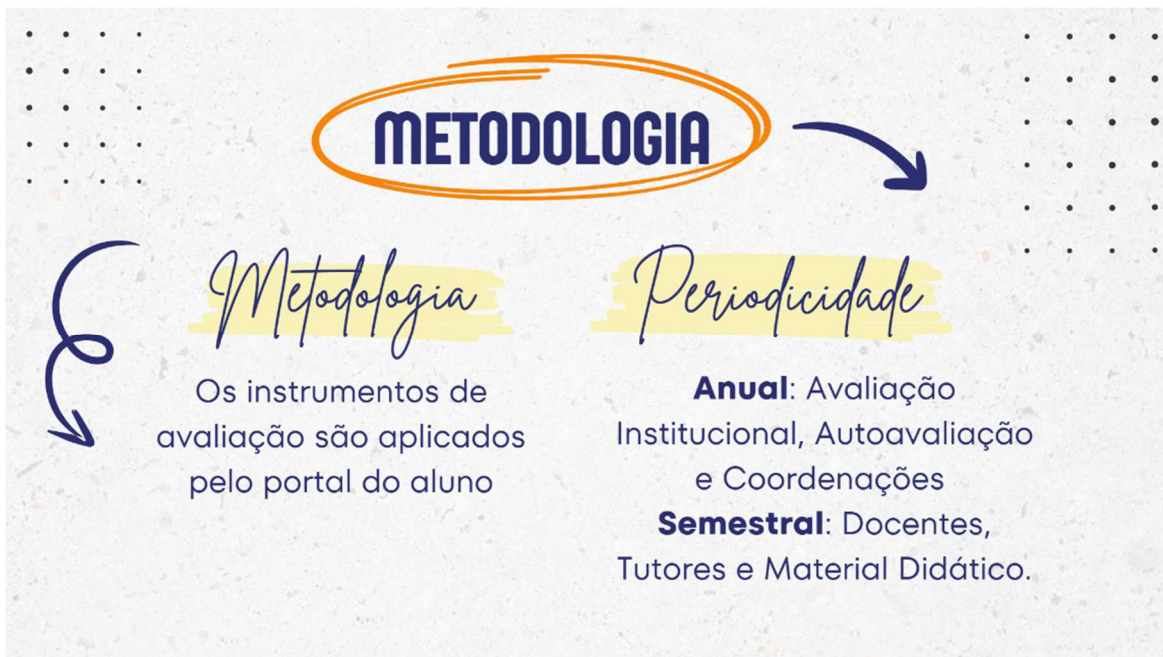 METODOLOGIA
Metodologia
Os instrumentos de
avaliação são aplicados
pelo portal do aluno
Periodicidade
Anual: Avaliação
Institucional, Autoavaliação
e Coordenações
Semestral: Docentes,
Tutores e Material Didático.